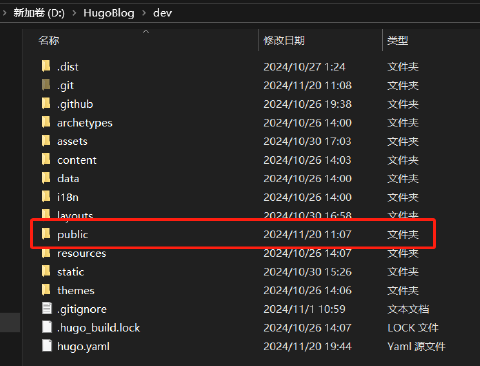 新加卷 (D:) › HugoBlog › dev
名称 修改日期 类型
.dist 2024/10/27 1:24 文件夹
.git 2024/11/20 11:08 文件夹
.github 2024/10/26 19:38 文件夹
archetypes 2024/10/26 14:00 文件夹
assets 2024/10/30 17:03 文件夹
content 2024/10/26 14:03 文件夹
data 2024/10/26 14:00 文件夹
i18n 2024/10/26 14:00 文件夹
layouts 2024/10/30 16:58 文件夹
public 2024/11/20 11:07 文件夹
resources 2024/10/26 14:07 文件夹
static 2024/10/30 15:26 文件夹
themes 2024/10/26 14:06 文件夹
.gitignore 2024/11/1 10:59 文本文档
.hugo_build.lock 2024/10/26 14:07 LOCK 文件
hugo.yaml 2024/11/20 19:44 Yaml 源文件